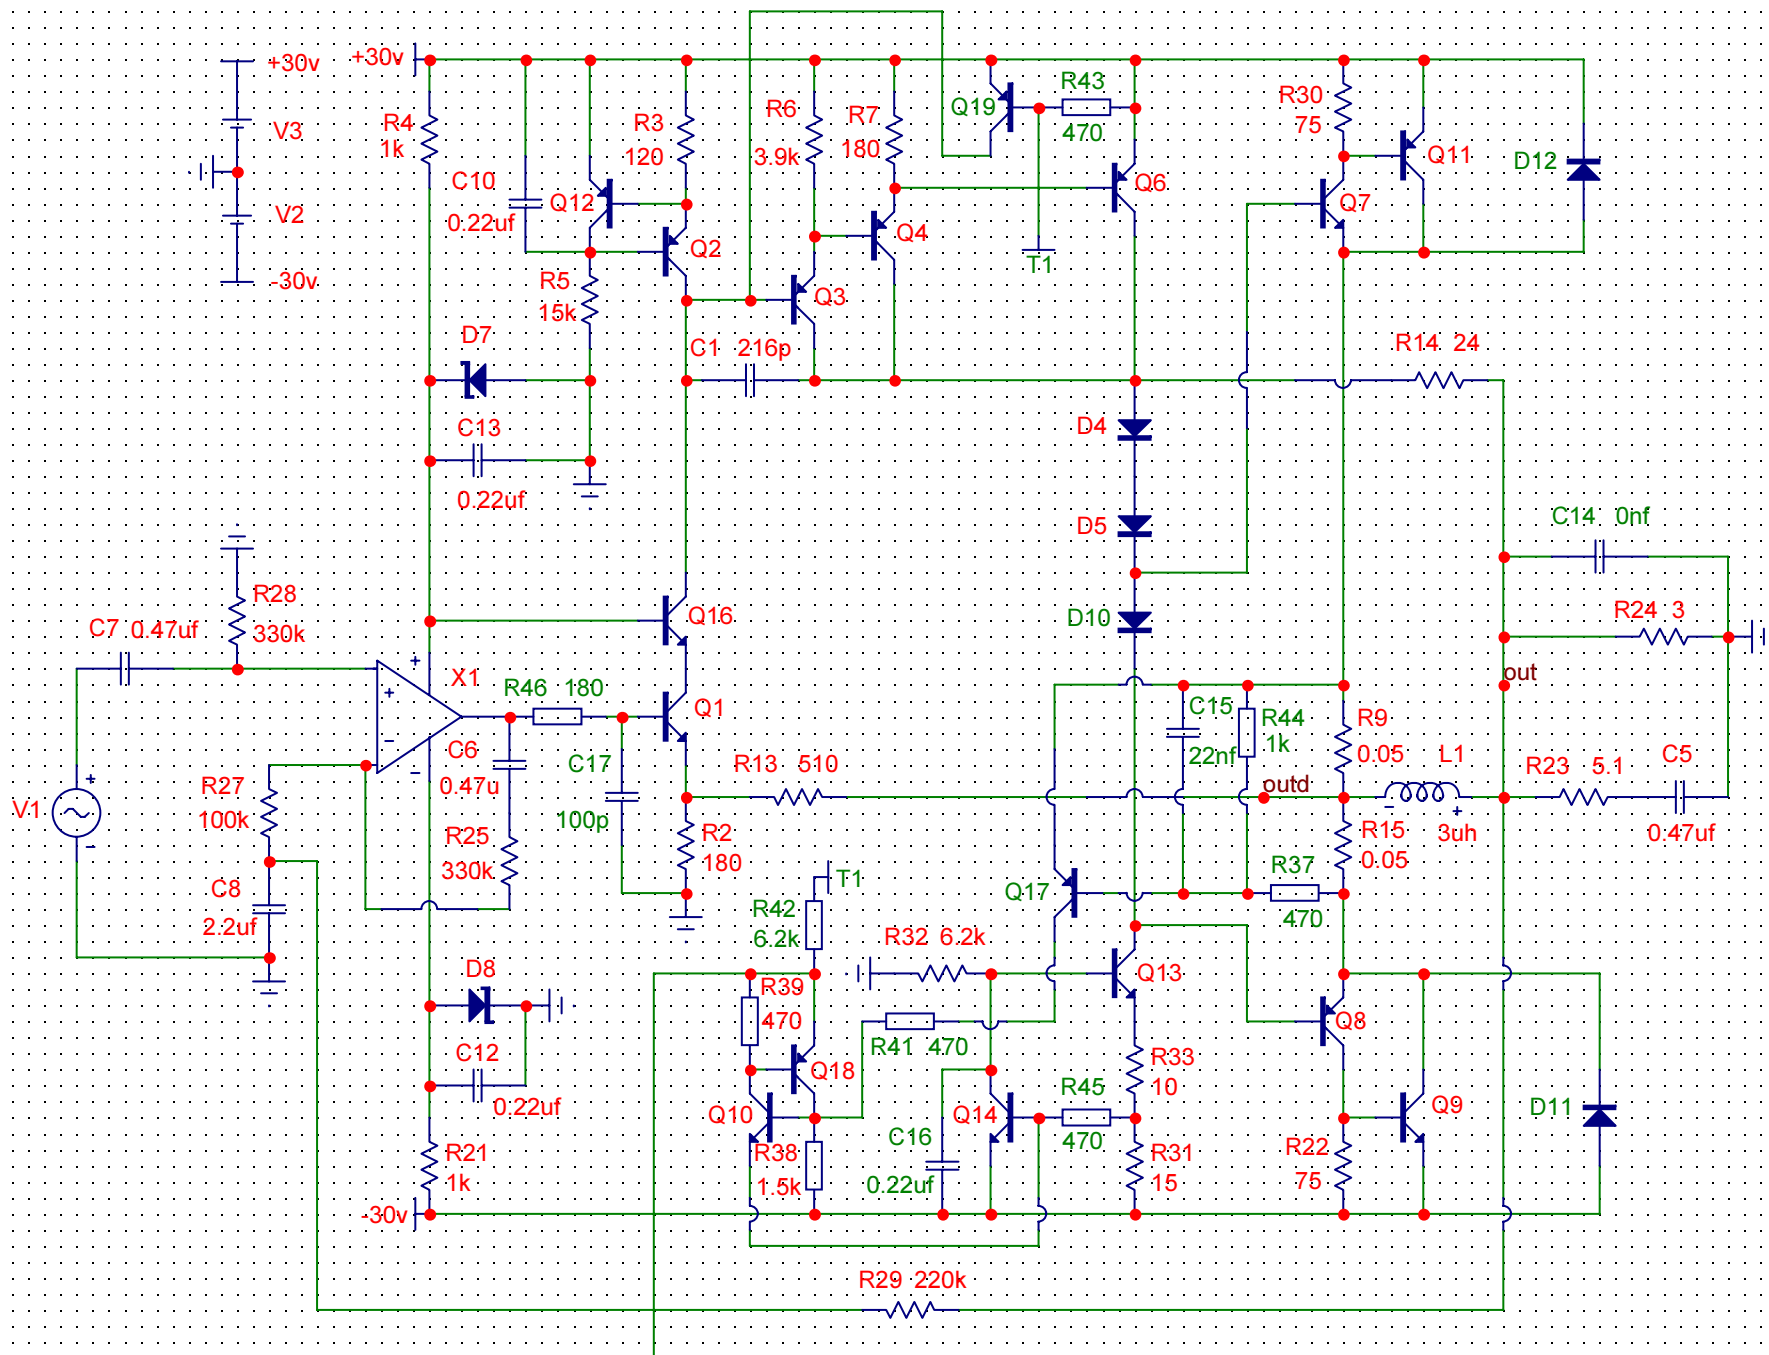 +30v
+30v
V3
V2
-30v
R4
1k
C10
0.22uf
Q12
R3
120
Q2
R5
15k
D7
C13
0.22uf
R6
3.9k
R7
180
Q4
Q3
C1 216p
Q19
R43
470
T1
Q6
R30
75
Q11
Q7
D12
R14 24
D4
D5
D10
C14 0nf
R24 3
out
R28
330k
C7 0.47uf
+
+
-
-
X1
R46 180
Q16
Q1
C6
0.47u
C17
100p
R25
330k
R13 510
R2
180
V1
+
-
R27
100k
C8
2.2uf
C15
22nf
R44
1k
outd
R9
0.05
L1
-
+
3uh
R15
0.05
R23 5.1
C5
0.47uf
R37
470
Q17
T1
R42
6.2k
R32 6.2k
Q13
R39
470
R41 470
Q18
Q10
R38
1.5k
Q14
C16
0.22uf
R45
470
R33
10
R31
15
Q8
Q9
D11
R22
75
D8
C12
0.22uf
R21
1k
-30v
R29 220k